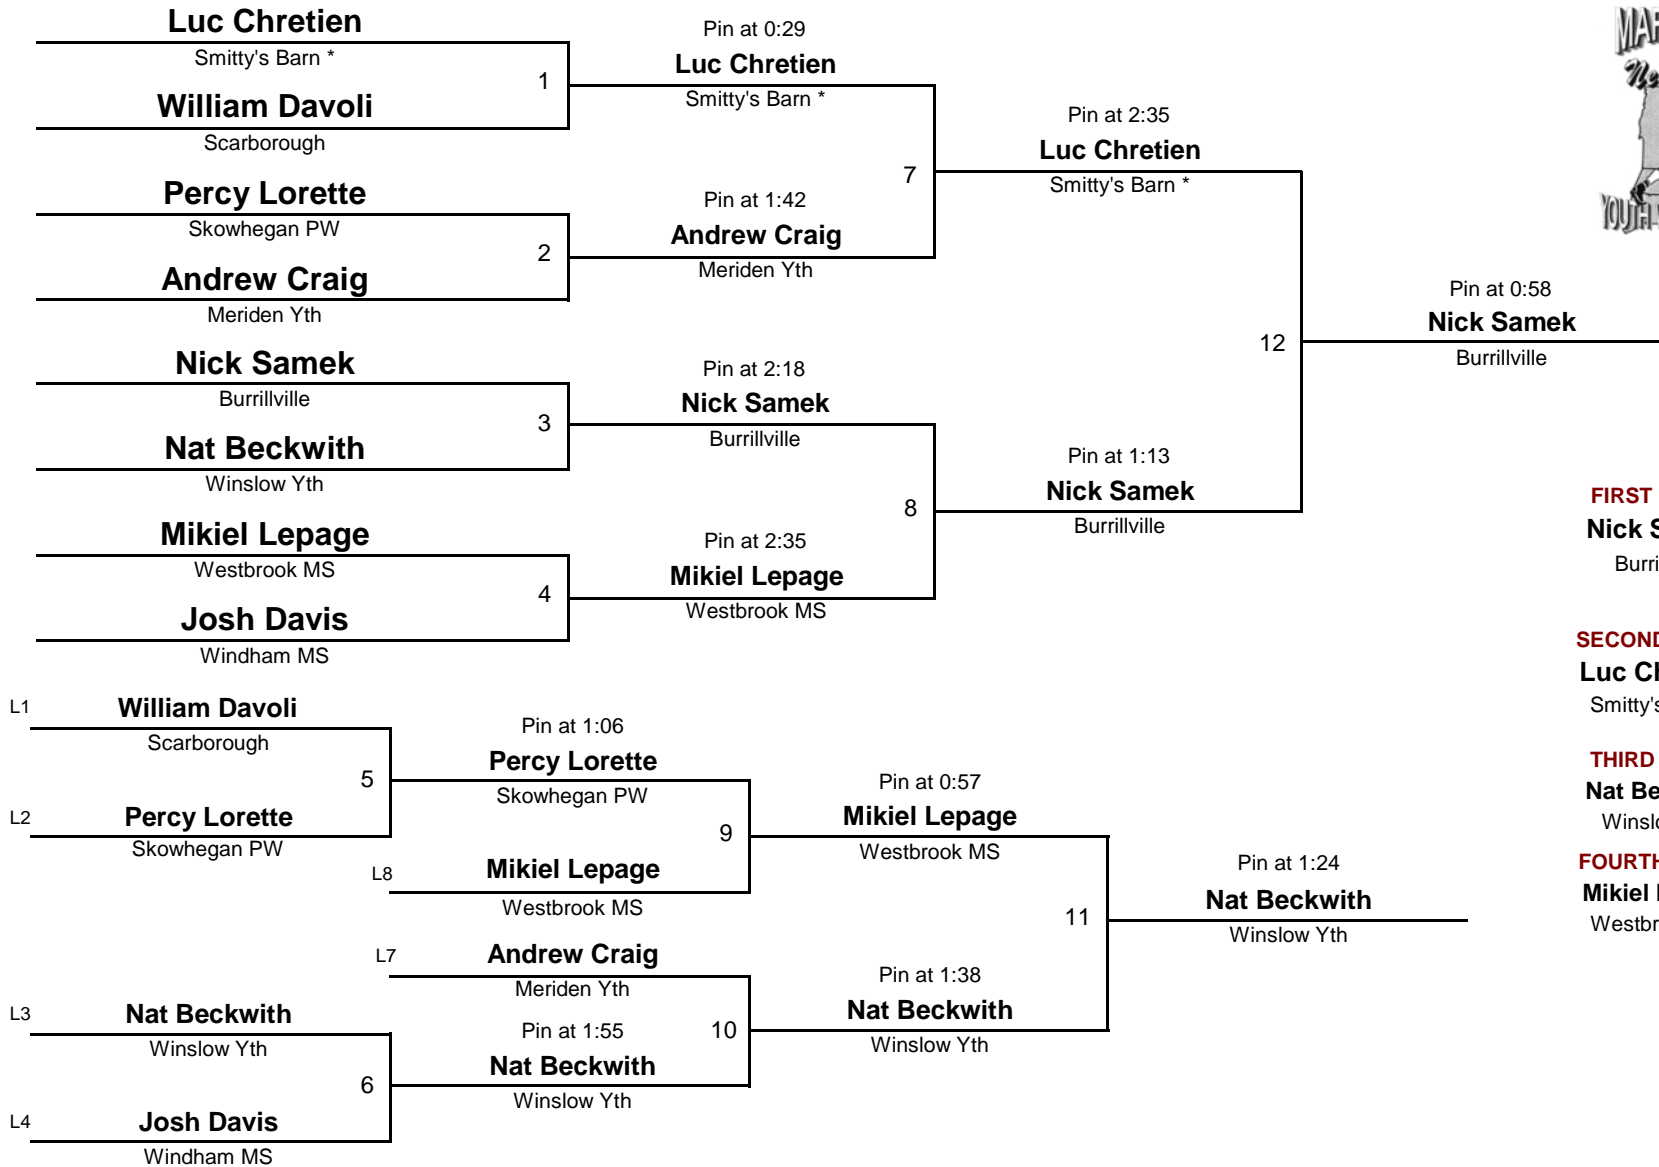 Luc Chretien
Smitty's Barn *
1
William Davoli
Scarborough
Percy Lorette
Skowhegan PW
2
Andrew Craig
Meriden Yth
Nick Samek
Burrillville
3
Nat Beckwith
Winslow Yth
Mikiel Lepage
Westbrook MS
4
Josh Davis
Windham MS
Pin at 0:29
Luc Chretien
Smitty's Barn *
7
Pin at 1:42
Andrew Craig
Meriden Yth
Pin at 2:18
Nick Samek
Burrillville
8
Pin at 2:35
Mikiel Lepage
Westbrook MS
Pin at 2:35
Luc Chretien
Smitty's Barn *
12
Pin at 1:13
Nick Samek
Burrillville
Pin at 0:58
Nick Samek
Burrillville
L1
William Davoli
Scarborough
5
L2
Percy Lorette
Skowhegan PW
Pin at 1:06
Percy Lorette
Skowhegan PW
9
L8
Mikiel Lepage
Westbrook MS
L7
Andrew Craig
Meriden Yth
10
L3
Nat Beckwith
Winslow Yth
6
L4
Josh Davis
Windham MS
Pin at 1:55
Nat Beckwith
Winslow Yth
Pin at 0:57
Mikiel Lepage
Westbrook MS
11
Pin at 1:38
Nat Beckwith
Winslow Yth
Pin at 1:24
Nat Beckwith
Winslow Yth
FIRST
Nick
SECOND
Luc
THIRD
Nat
FOURTH
Mikiel